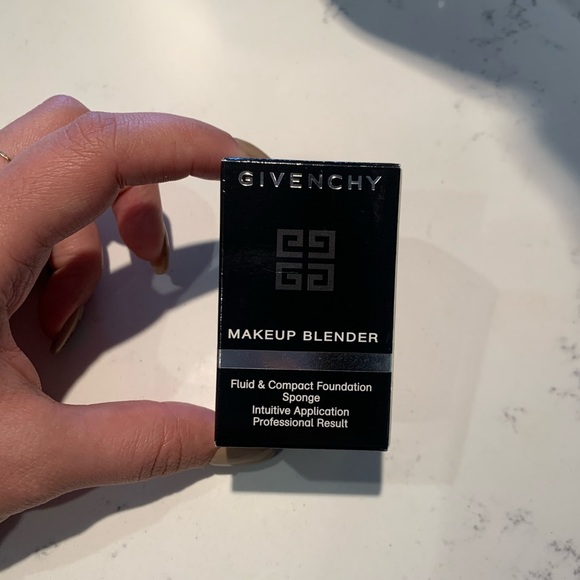 GIVENCHY
MAKEUP BLENDER
Fluid & Compact Foundation
Sponge
Intuitive Application
Professional Result